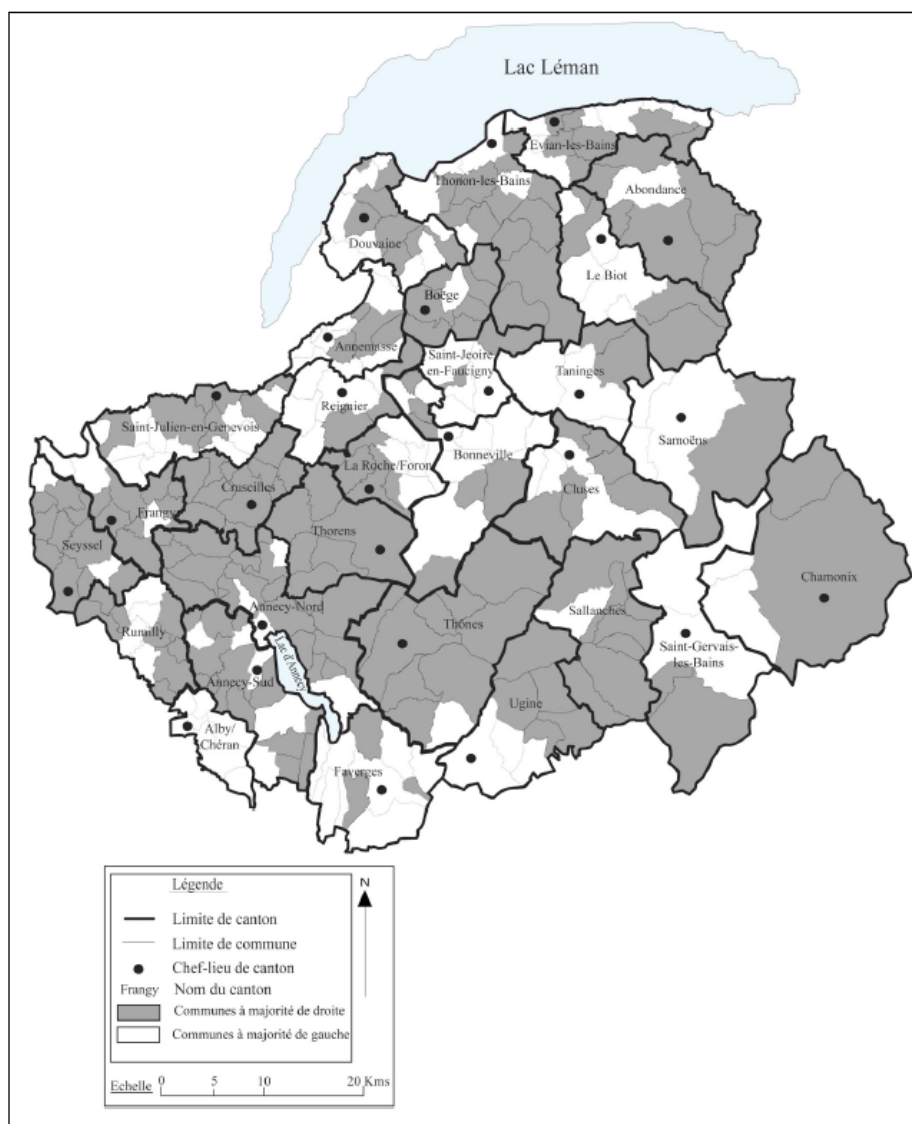 Lac Léman
Evian-les-Bains
Thonon-les-Bains
Abondance
Douvaine
Le Biot
Boëge
Annemasse
Saint-Jeoire
en-Faucigny
Taninges
Reignier
Saint-Julien-en-Genevois
Samoëns
Bonneville
La Roche/Foron
Cluses
Cruseilles
Frangy
Thorens
Seyssel
Chamonix
Annecy-Nord
Sallanches
Rumilly
Thônes
Saint-Gervais-
les-Bains
Lac d'Annecy
Annecy-Sud
Ugine
Alby/
Chéran
Faverges
Légende
N
Limite de canton
Limite de commune
Chef-lieu de canton
Frangy Nom du canton
Communes à majorité de droite
Communes à majorité de gauche
Echelle 0 5 10 20 Kms